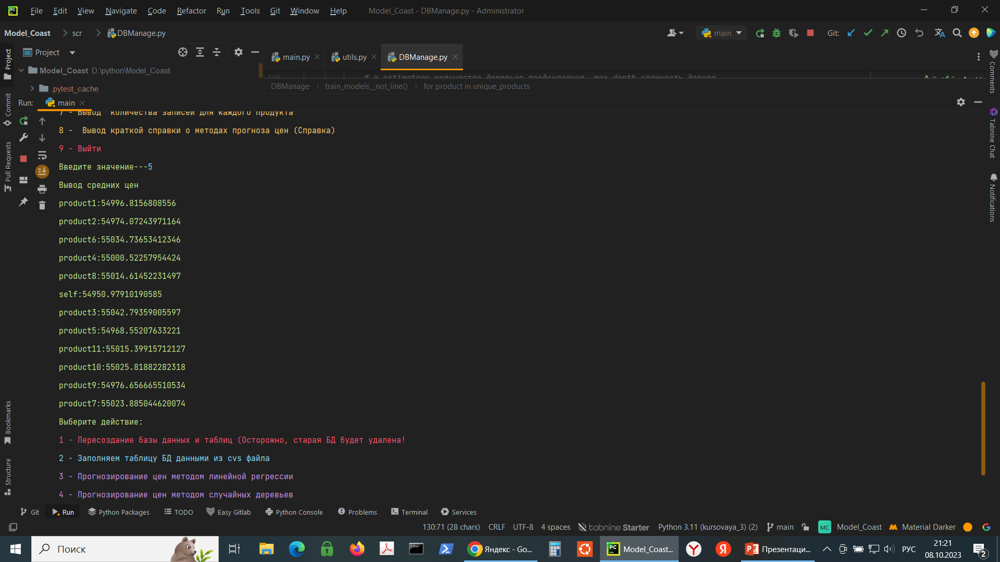 File Edit View Navigate Code Refactor Run Tools Git Window Help Model_Coast - DBManage.py - Administrator
Model_Coast scr DBManage.py main Git:
Project main.py utils.py DBManage.py
Model_Coast D:\python\Model_Coast
.pytest_cache
DBManage train_models__not_line() for product in unique_products
Run: main
7 - Вывод количества записей для каждого продукта
8 - Вывод краткой справки о методах прогноза цен (Справка)
9 - Выйти
Введите значение---5
Вывод средних цен
product1:54996.8156808556
product2:54974.07243971164
product6:55034.73653412346
product4:55000.52257954424
product8:55014.61452231497
self:54950.97910190585
product3:55042.79359005597
product5:54968.55207633221
product11:55015.39915712127
product10:55025.81882282318
product9:54976.656665510534
product7:55023.885044620074
Выберите действие:
1 - Пересоздание базы данных и таблиц (Осторожно, старая БД будет удалена!
2 - Заполняем таблицу БД данными из cvs файла
3 - Прогнозирование цен методом линейной регрессии
4 - Прогнозирование цен методом случайных деревьев
Project
Commit
Pull Requests
Bookmarks
Structure
Comments
Tabnine Chat
Notifications
Git Run Python Packages TODO Easy Gitlab Python Console Problems Terminal Services
130:71 (28 chars) CRLF UTF-8 4 spaces tabnine Starter Python 3.11 (kursovaya_3) (2) main MC Model_Coast Material Darker
Поиск Яндекс - Go... Model_Coast... Презентаци... РУС 21:21
08.10.2023 2